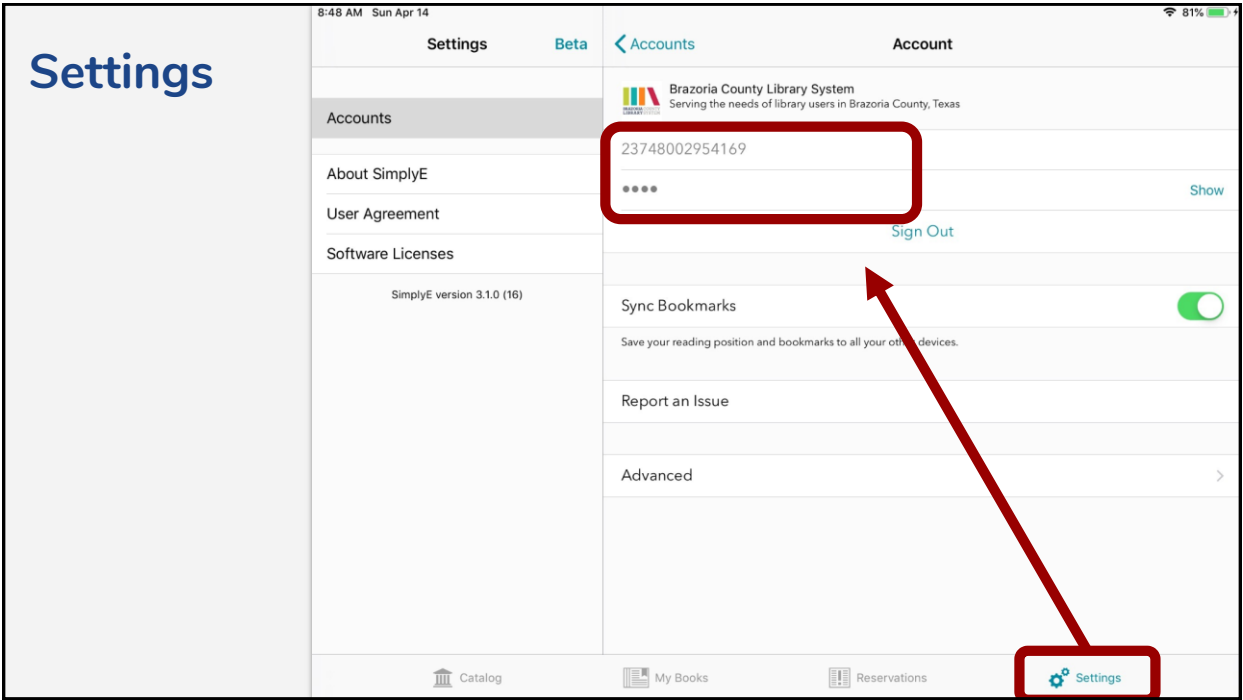 Settings
8:48 AM Sun Apr 14
81%
Settings
Beta
Accounts
Account
Brazoria County Library System
Serving the needs of library users in Brazoria County, Texas
Accounts
23748002954169
••••
Show
About SimplyE
User Agreement
Sign Out
Software Licenses
SimplyE version 3.1.0 (16)
Sync Bookmarks
Save your reading position and bookmarks to all your other devices.
Report an Issue
Advanced
Catalog
My Books
Reservations
Settings